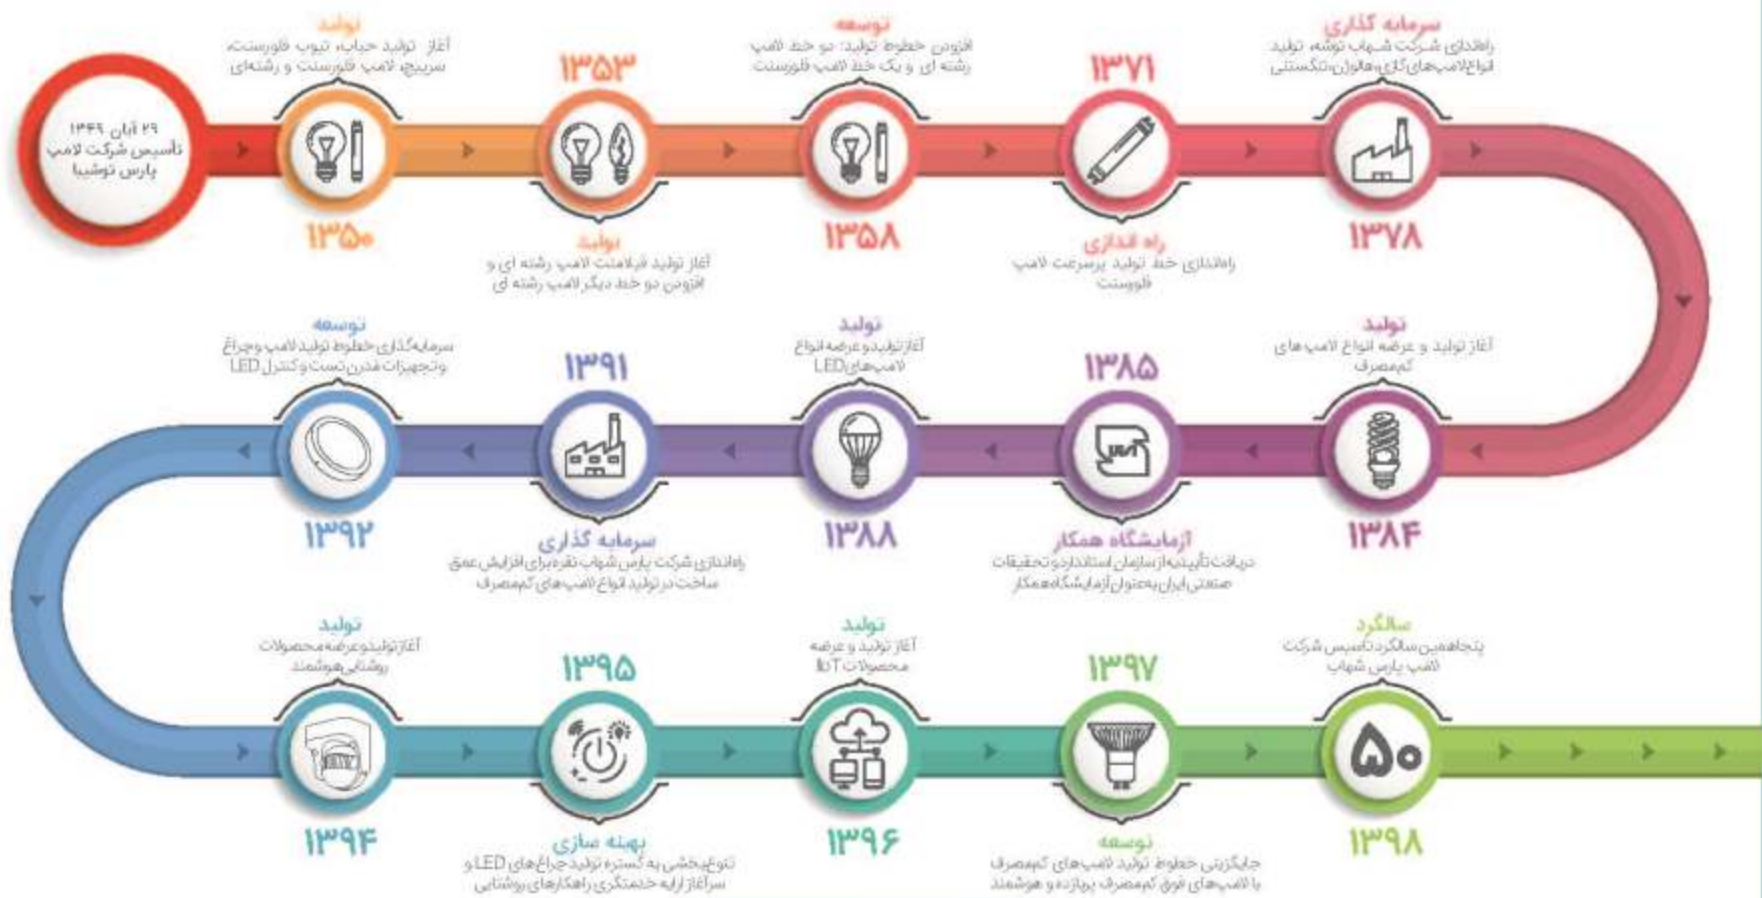 ۲۹ آبان ۱۳۴۹
تأسیس شرکت لامپ
پارس توشیبا
تولید
آغاز تولید حباب، تیوب فلورسنت،
سرپیچ، لامپ فلورسنت و رشته‌ای
۱۳۵۰
۱۳۵۳
تولید
آغاز تولید فیلامنت لامپ رشته ای و
افزودن دو خط دیگر لامپ رشته ای
توسعه
افزودن خطوط تولید: دو خط لامپ
رشته ای و یک خط لامپ فلورسنت
۱۳۵۸
۱۳۷۱
راه اندازی
راه‌اندازی خط تولید پرسرعت لامپ
فلورسنت
سرمایه گذاری
راه‌اندازی شرکت شهاب توشه، تولید
انواع لامپ‌های گازی، هالوژن، تنگستنی
۱۳۷۸
تولید
آغاز تولید و عرضه انواع لامپ های
کم‌مصرف
۱۳۸۴
۱۳۸۵
آزمایشگاه همکار
دریافت تأییدیه از سازمان استاندارد و تحقیقات
صنعتی ایران به عنوان آزمایشگاه همکار
تولید
آغاز تولید و عرضه انواع
لامپ‌های LED
۱۳۸۸
۱۳۹۱
سرمایه گذاری
راه‌اندازی شرکت پارس شهاب نقره برای افزایش عمق
ساخت در تولید انواع لامپ‌های کم‌مصرف
توسعه
سرمایه‌گذاری خطوط تولید لامپ و چراغ
و تجهیزات مدرن تست و کنترل LED
۱۳۹۲
تولید
آغاز تولید و عرضه محصولات
روشنایی هوشمند
۱۳۹۴
۱۳۹۵
بهینه سازی
تنوع‌بخشی به گستره تولید چراغ‌های LED و
سرآغاز ارایه خدمتگری راهکارهای روشنایی
تولید
آغاز تولید و عرضه
محصولات IoT
۱۳۹۶
۱۳۹۷
توسعه
جایگزینی خطوط تولید لامپ‌های کم‌مصرف
با لامپ‌های فوق کم‌مصرف پربازده و هوشمند
سالگرد
پنجاهمین سالگرد تاسیس شرکت
لامپ پارس شهاب
۵۰
۱۳۹۸